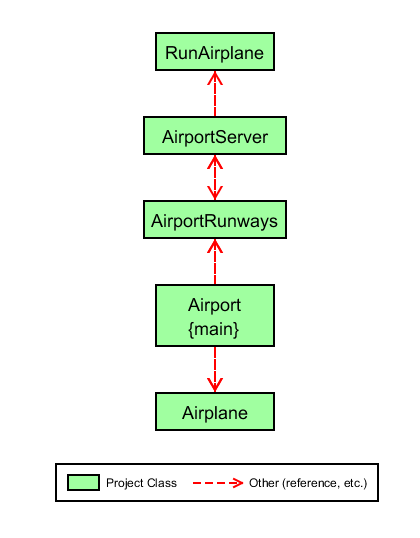 RunAirplane
AirportServer
AirportRunways
Airport
{main}
Airplane
Project Class
Other (reference, etc.)